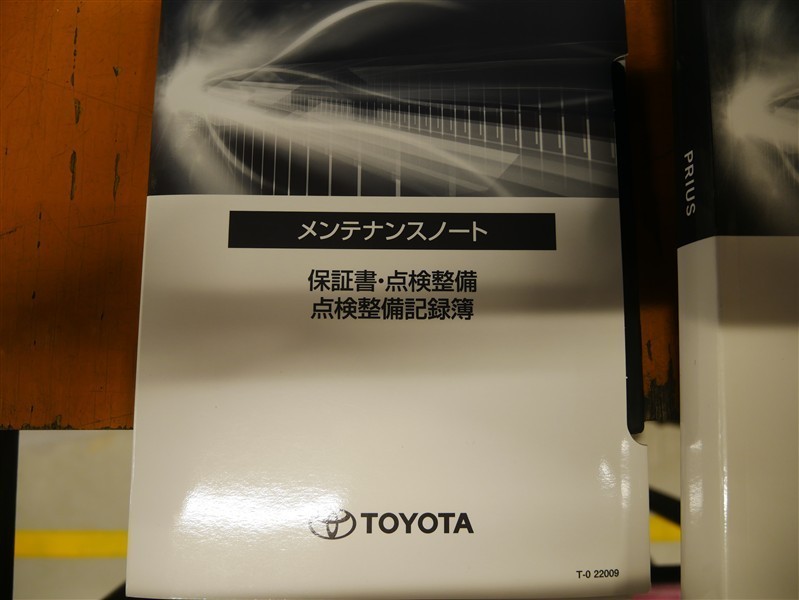 メンテナンスノート
保証書・点検整備
点検整備記録簿
TOYOTA
T-0 22009
PRIUS